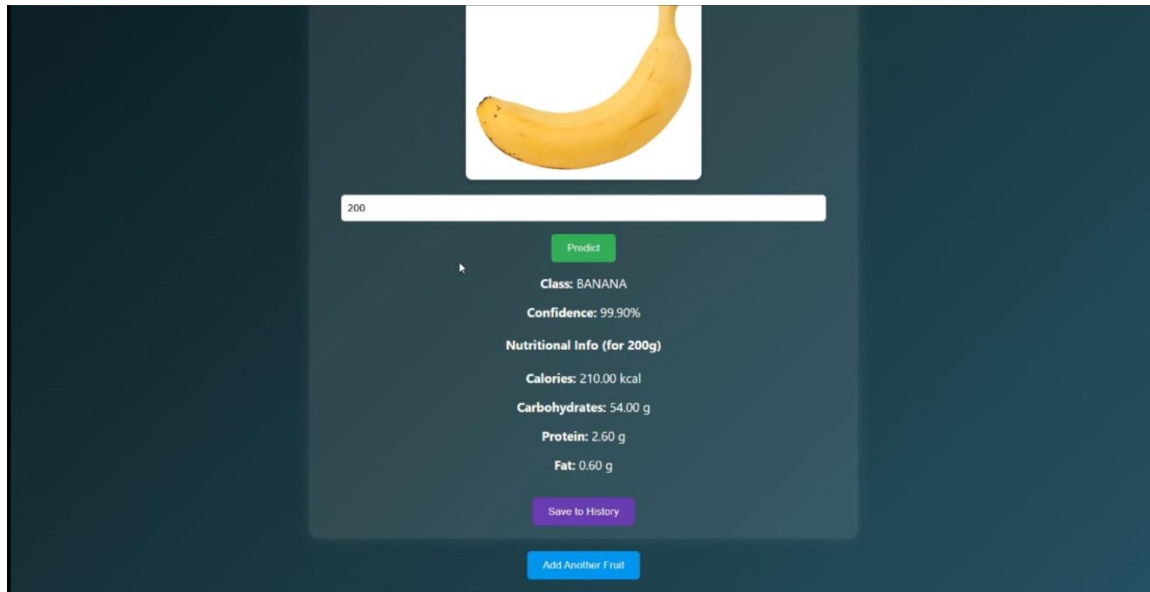 200
Predict
Class: BANANA
Confidence: 99.90%
Nutritional Info (for 200g)
Calories: 210.00 kcal
Carbohydrates: 54.00 g
Protein: 2.60 g
Fat: 0.60 g
Save to History
Add Another Fruit